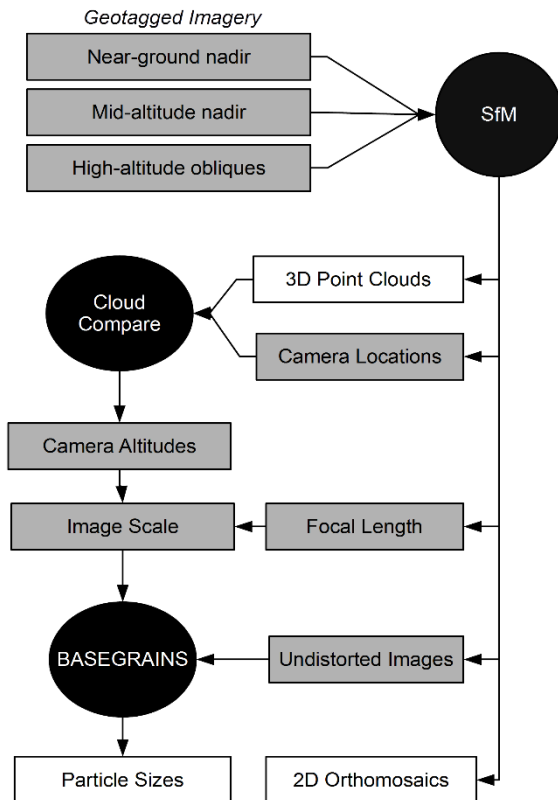 Geotagged Imagery
Near-ground nadir
Mid-altitude nadir
High-altitude obliques
SfM
3D Point Clouds
Cloud
Compare
Camera Locations
Camera Altitudes
Image Scale
Focal Length
BASEGRAINS
Undistorted Images
Particle Sizes
2D Orthomosaics